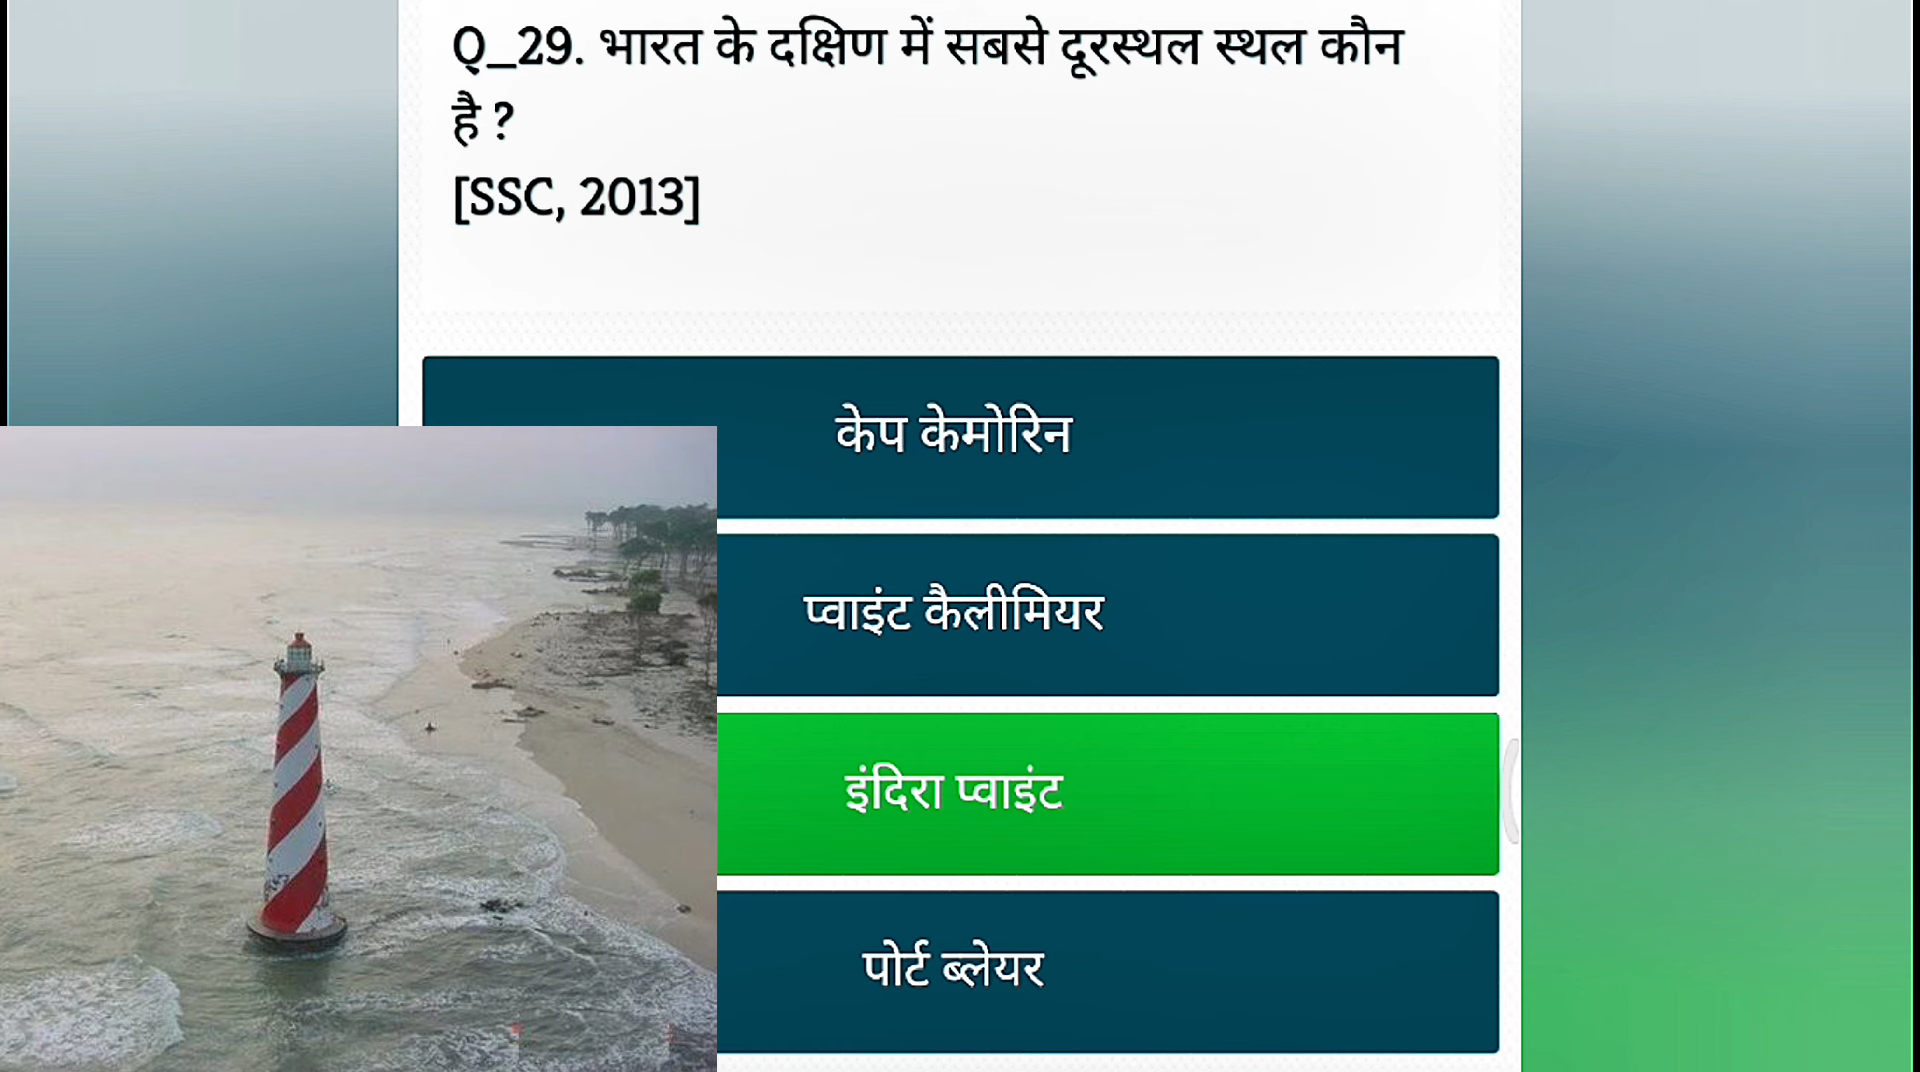 Q_29. भारत के दक्षिण में सबसे दूरस्थल स्थल कौन
है ?
[SSC, 2013]
केप केमोरिन
प्वाइंट कैलीमियर
इंदिरा प्वाइंट
पोर्ट ब्लेयर